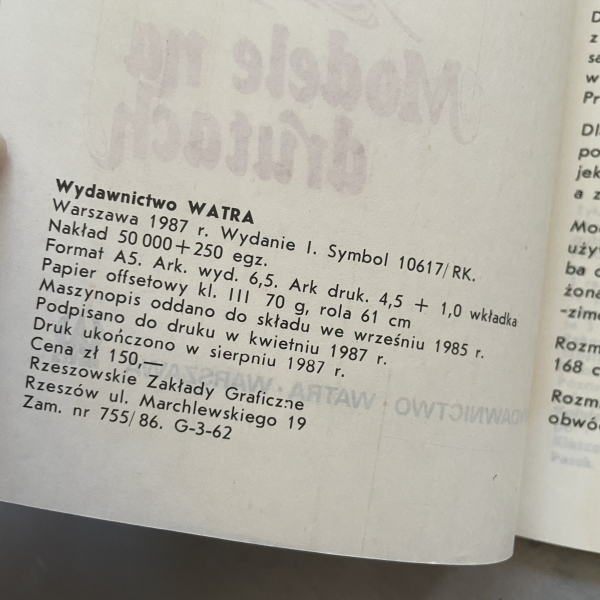 Modele na
drutach
Wydawnictwo WATRA
Warszawa 1987 r. Wydanie I. Symbol 10617/RK.
Nakład 50 000+250 egz.
Format A5. Ark. wyd. 6,5. Ark druk. 4,5 + 1,0 wkładka
Papier offsetowy kl. III 70 g, rola 61 cm
Maszynopis oddano do składu we wrześniu 1985 r.
Podpisano do druku w kwietniu 1987 r.
Druk ukończono w sierpniu 1987 r.
Cena zł 150,—
Rzeszowskie Zakłady Graficzne
Rzeszów ul. Marchlewskiego 19
Zam. nr 755/86. G-3-62
WATRA · WARSZAWA
D
z
w
Pr
Dl
po
jek
a z
uży
ba c
żona
-zim
Rozm
168 c
Rozm
obwó